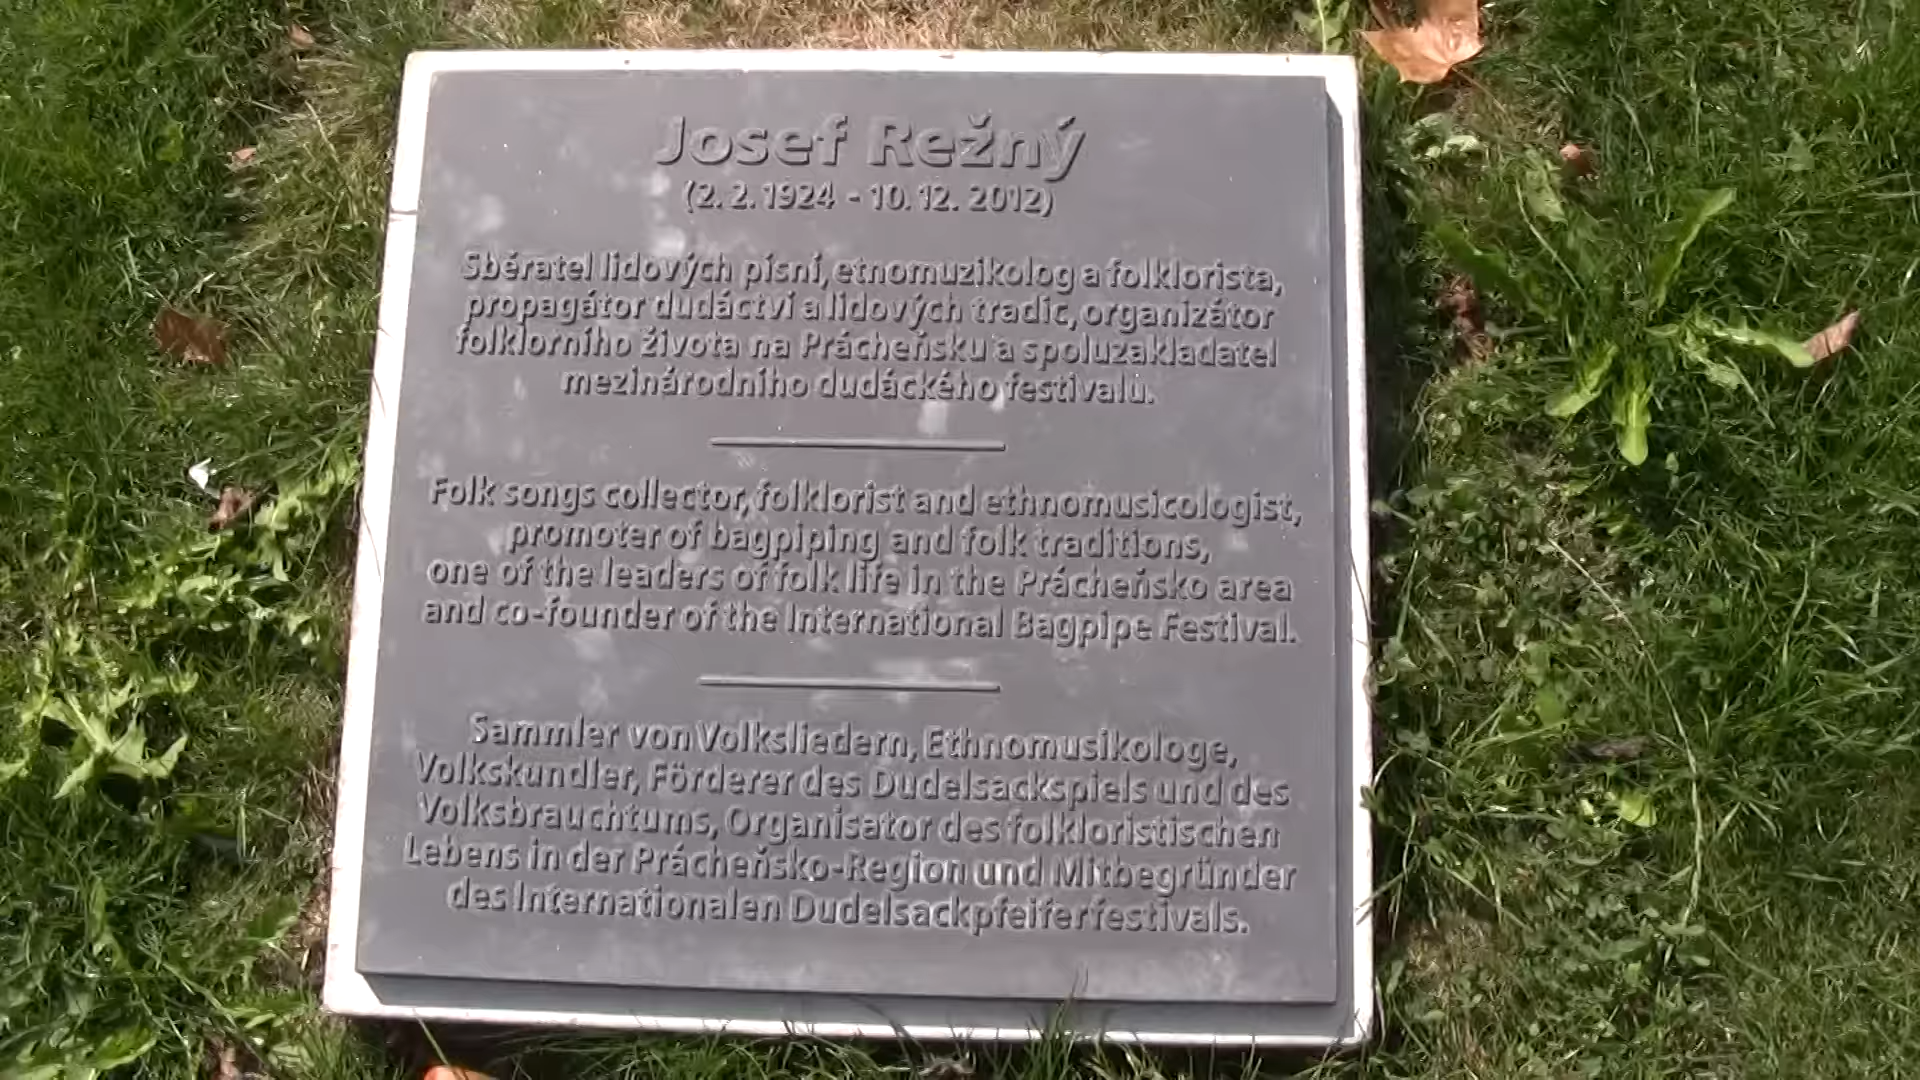 Josef Režný
(2. 2. 1924 - 10. 12. 2012)
Sběratel lidových písní, etnomuzikolog a folklorista,
propagátor dudáctví a lidových tradic, organizátor
folklorního života na Prácheňsku a spoluzakladatel
mezinárodního dudáckého festivalu.
Folk songs collector, folklorist and ethnomusicologist,
promoter of bagpiping and folk traditions,
one of the leaders of folk life in the Prácheňsko area
and co-founder of the International Bagpipe Festival.
Sammler von Volksliedern, Ethnomusikologe,
Volkskundler, Förderer des Dudelsackspiels und des
Volksbrauchtums, Organisator des folkloristischen
Lebens in der Prácheňsko-Region und Mitbegründer
des Internationalen Dudelsackpfeiferfestivals.